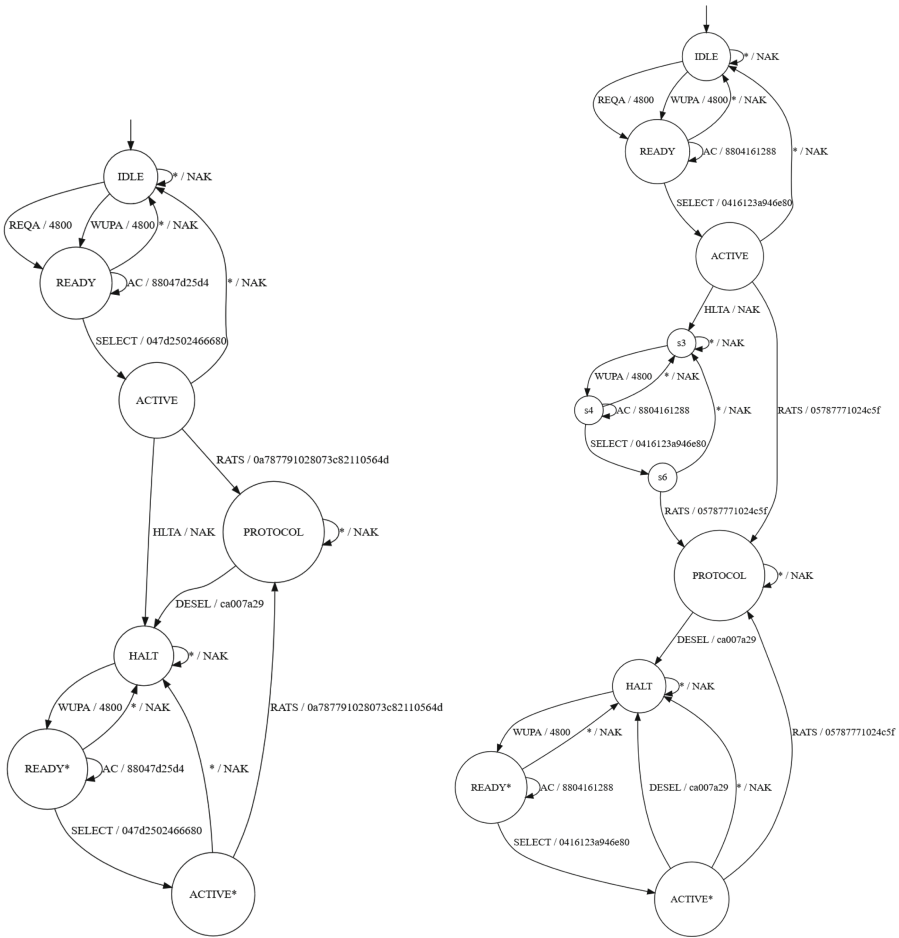 IDLE
* / NAK
REQA / 4800
WUPA / 4800
* / NAK
READY
AC / 88047d25d4
* / NAK
SELECT / 047d2502466680
ACTIVE
RATS / 0a787791028073c82110564d
HLTA / NAK
PROTOCOL
* / NAK
DESEL / ca007a29
HALT
* / NAK
WUPA / 4800
* / NAK
RATS / 0a787791028073c82110564d
READY*
AC / 88047d25d4
* / NAK
SELECT / 047d2502466680
ACTIVE*
IDLE
* / NAK
REQA / 4800
WUPA / 4800
* / NAK
READY
AC / 8804161288
* / NAK
SELECT / 0416123a946e80
ACTIVE
HLTA / NAK
s3
* / NAK
WUPA / 4800
* / NAK
s4
AC / 8804161288
* / NAK
RATS / 05787771024c5f
SELECT / 0416123a946e80
s6
RATS / 05787771024c5f
PROTOCOL
* / NAK
DESEL / ca007a29
HALT
* / NAK
WUPA / 4800
* / NAK
RATS / 05787771024c5f
READY*
AC / 8804161288
DESEL / ca007a29
* / NAK
SELECT / 0416123a946e80
ACTIVE*